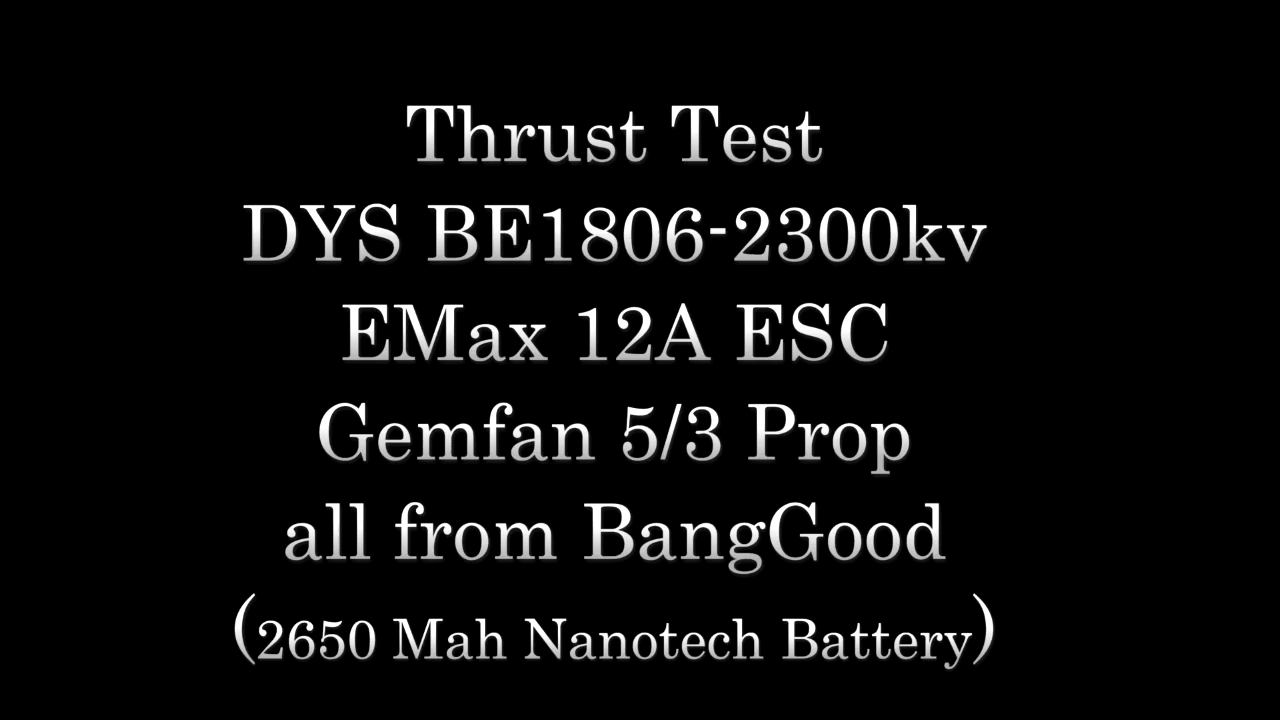 Thrust Test
DYS BE1806-2300kv
EMax 12A ESC
Gemfan 5/3 Prop
all from BangGood
(2650 Mah Nanotech Battery)